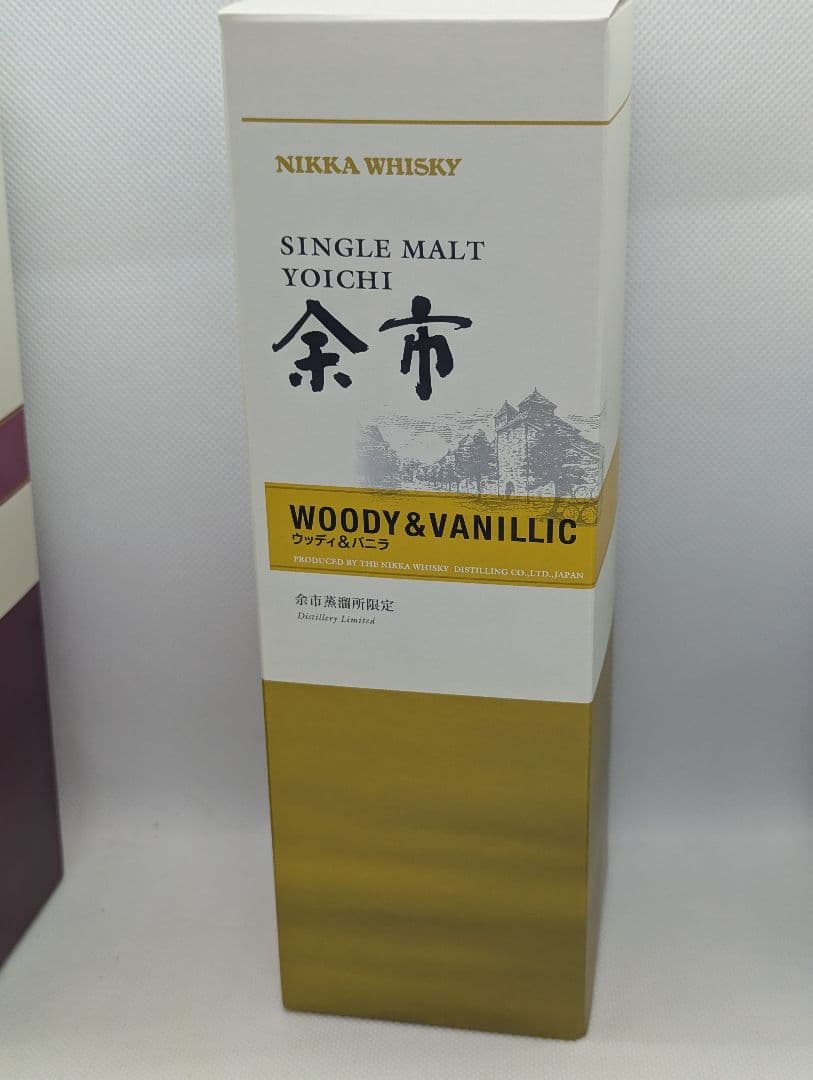 NIKKA WHISKY
SINGLE MALT
YOICHI
余市
WOODY&VANILLIC
ウッディ&バニラ
PRODUCED BY THE NIKKA WHISKY DISTILLING CO.,LTD.,JAPAN
余市蒸溜所限定
Distillery Limited